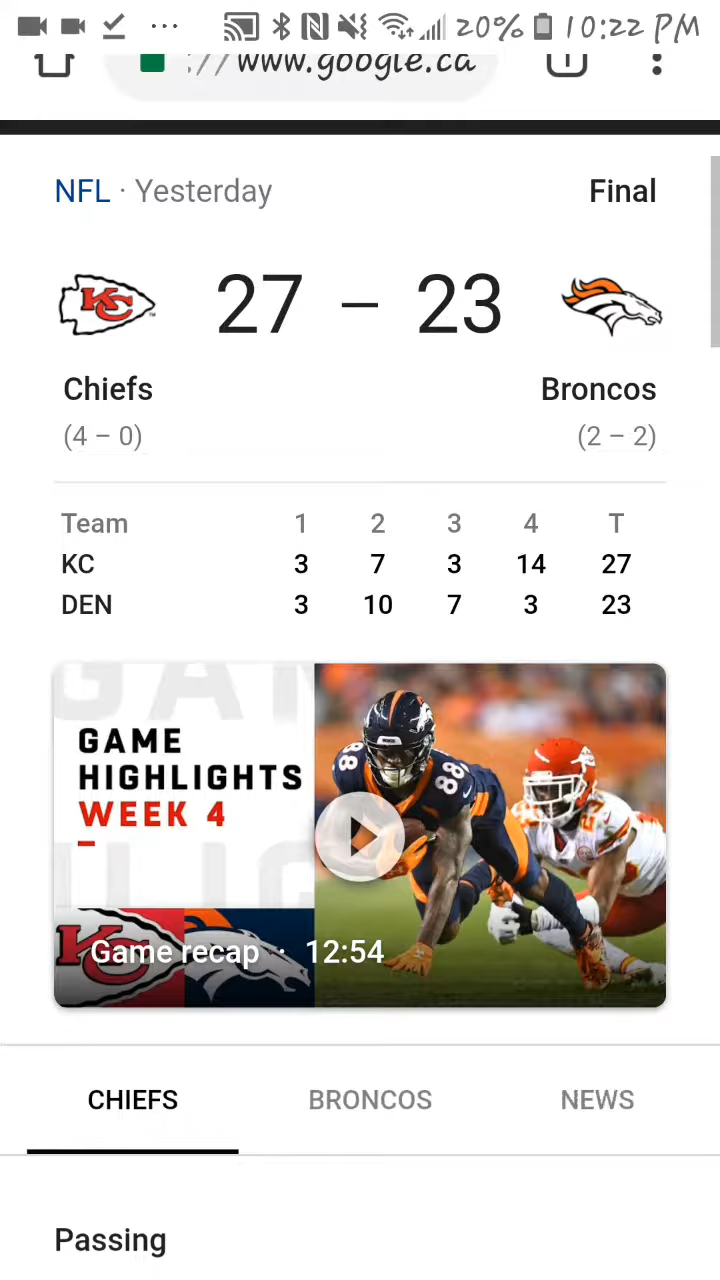 20% 10:22 PM
://www.google.ca
NFL · Yesterday Final
27 – 23
Chiefs Broncos
(4 – 0) (2 – 2)
Team 1 2 3 4 T
KC 3 7 3 14 27
DEN 3 10 7 3 23
GAME
HIGHLIGHTS
WEEK 4
88 88
Game recap · 12:54
CHIEFS BRONCOS NEWS
Passing